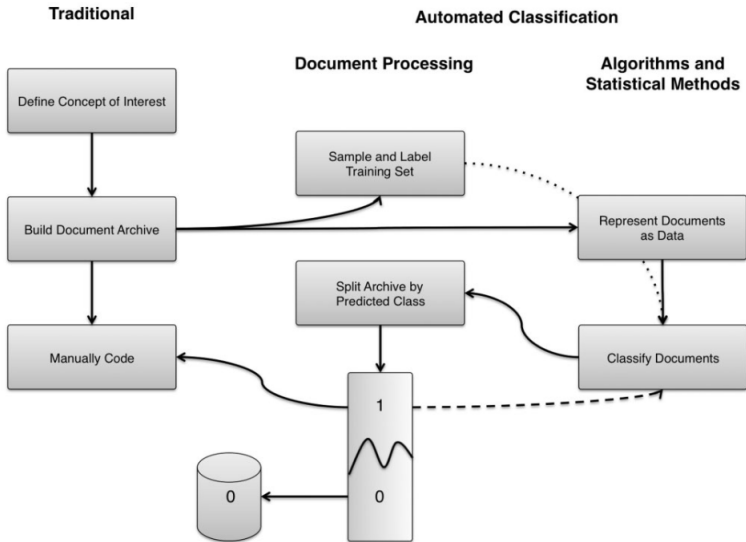 Traditional
Automated Classification
Document Processing
Algorithms and
Statistical Methods
Define Concept of Interest
Sample and Label
Training Set
Build Document Archive
Represent Documents
as Data
Split Archive by
Predicted Class
Manually Code
Classify Documents
1
0
0